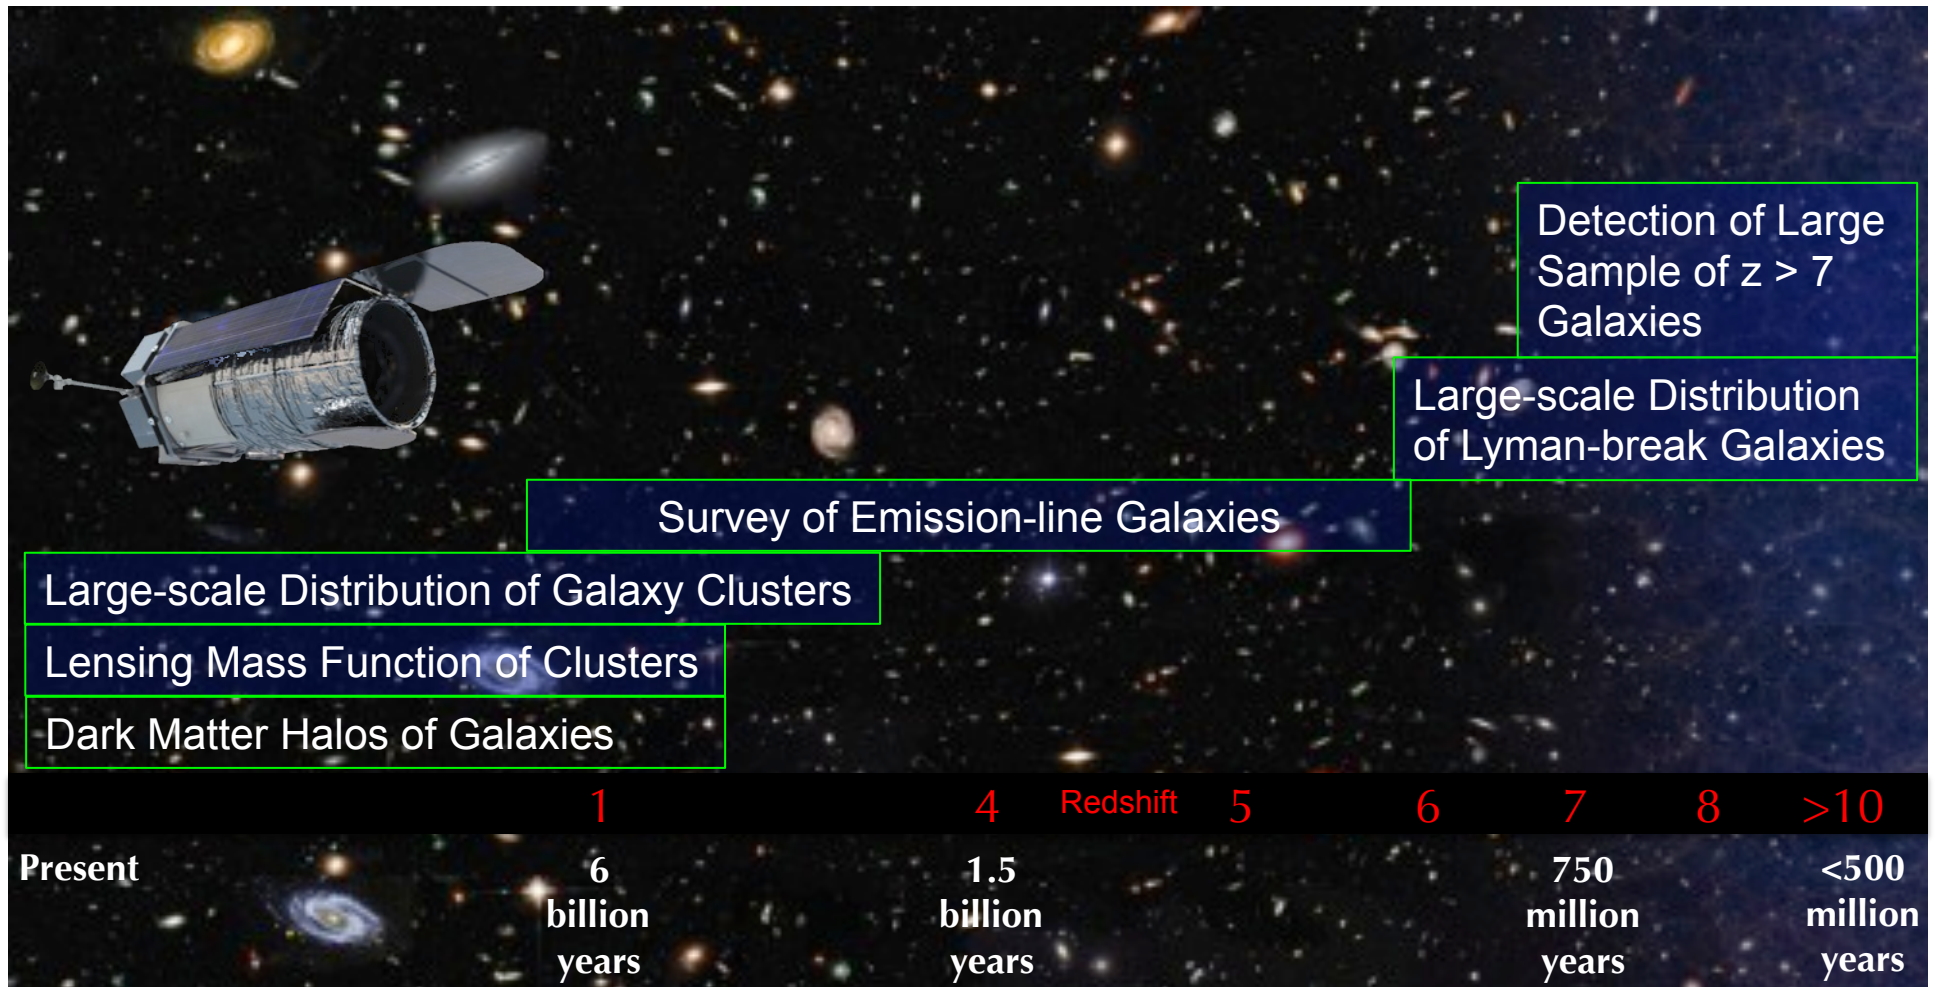 Detection of Large
Sample of z > 7
Galaxies
Large-scale Distribution
of Lyman-break Galaxies
Survey of Emission-line Galaxies
Large-scale Distribution of Galaxy Clusters
Lensing Mass Function of Clusters
Dark Matter Halos of Galaxies
1 4 Redshift 5 6 7 8 >10
Present
6
billion
years
1.5
billion
years
750
million
years
<500
million
years